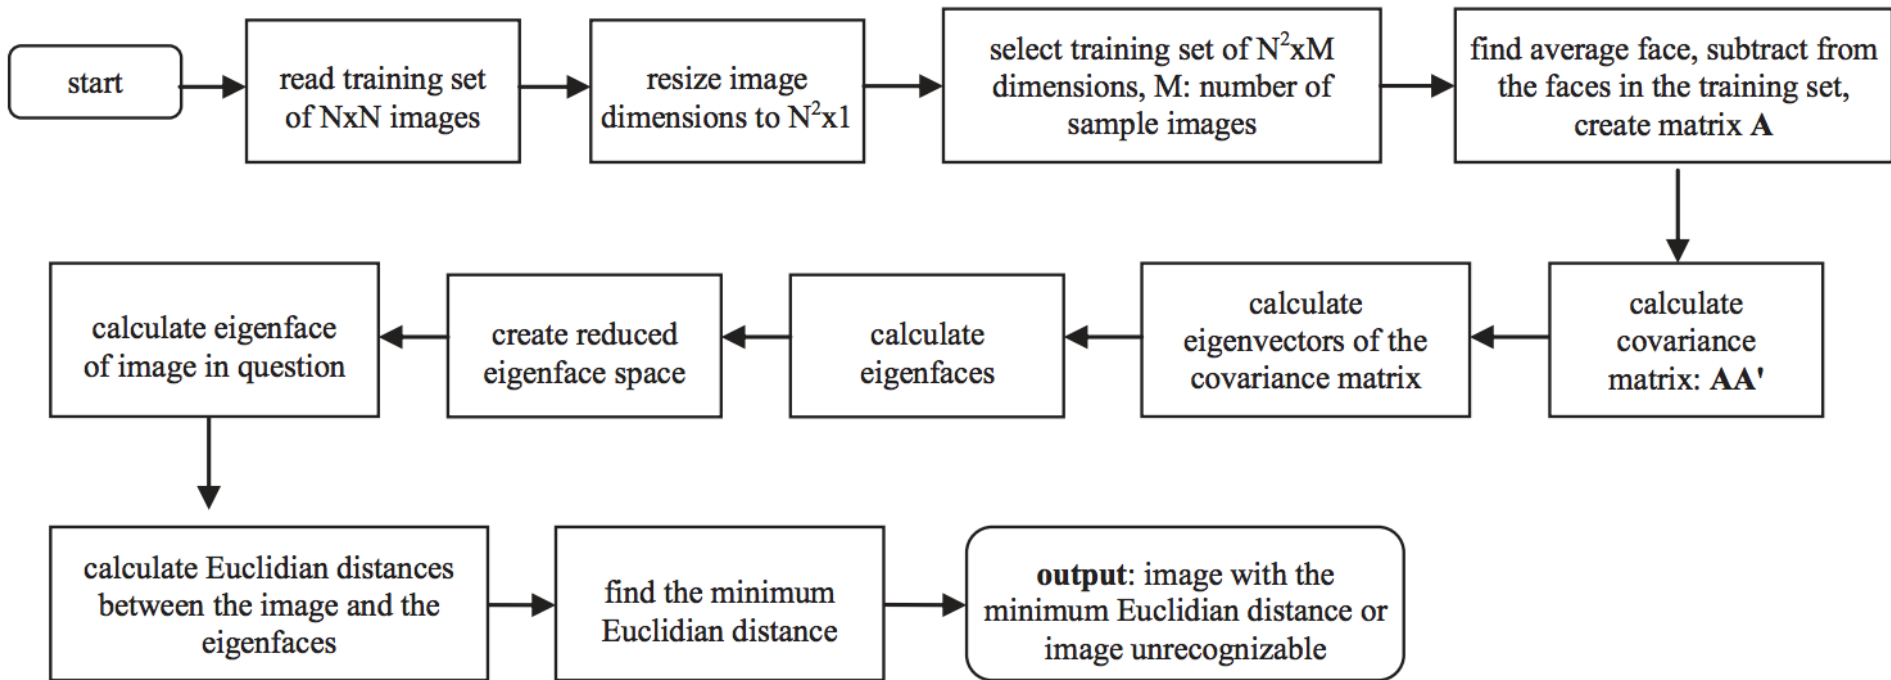 start
read training set
of NxN images
resize image
dimensions to N²x1
select training set of N²xM
dimensions, M: number of
sample images
find average face, subtract from
the faces in the training set,
create matrix A
calculate
covariance
matrix: AA'
calculate
eigenvectors of the
covariance matrix
calculate
eigenfaces
create reduced
eigenface space
calculate eigenface
of image in question
calculate Euclidian distances
between the image and the
eigenfaces
find the minimum
Euclidian distance
output: image with the
minimum Euclidian distance or
image unrecognizable